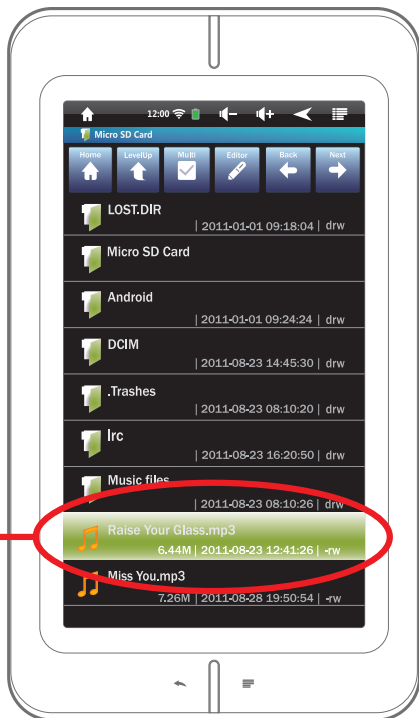 12:00
Micro SD Card
Home LevelUp Multi Editor Back Next
LOST.DIR
| 2011-01-01 09:18:04 | drw
Micro SD Card
Android
| 2011-01-01 09:24:24 | drw
DCIM
| 2011-08-23 14:45:30 | drw
.Trashes
| 2011-08-23 08:10:20 | drw
lrc
| 2011-08-23 16:20:50 | drw
Music files
| 2011-08-23 08:10:26 | drw
Raise Your Glass.mp3
6.44M | 2011-08-23 12:41:26 | -rw
Miss You.mp3
7.26M | 2011-08-28 19:50:54 | -rw